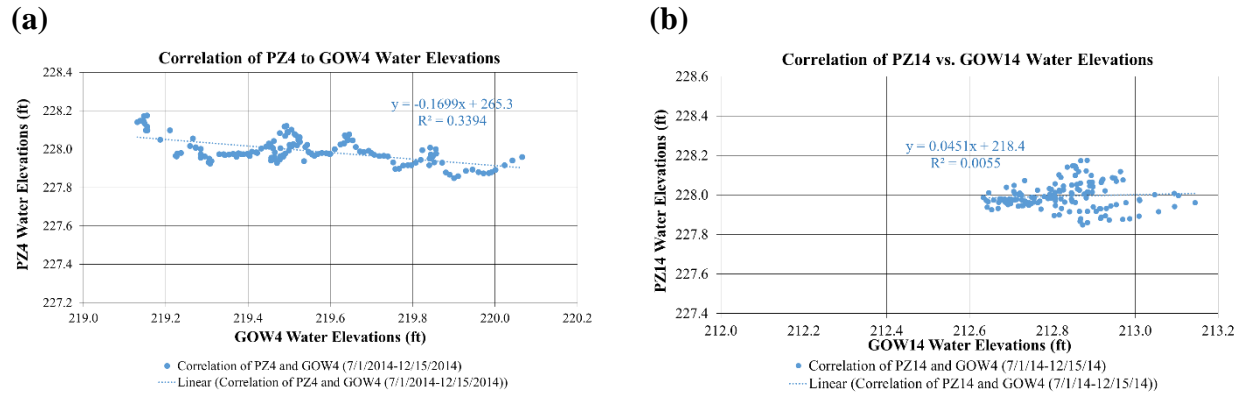 (a)
Correlation of PZ4 to GOW4 Water Elevations
PZ4 Water Elevations (ft)
228.4
228.2
228.0
227.8
227.6
227.4
227.2
y = -0.1699x + 265.3
R² = 0.3394
219.0 219.2 219.4 219.6 219.8 220.0 220.2
GOW4 Water Elevations (ft)
Correlation of PZ4 and GOW4 (7/1/2014-12/15/2014)
Linear (Correlation of PZ4 and GOW4 (7/1/2014-12/15/2014))
(b)
Correlation of PZ14 vs. GOW14 Water Elevations
PZ14 Water Elevations (ft)
228.6
228.4
228.2
228.0
227.8
227.6
227.4
y = 0.0451x + 218.4
R² = 0.0055
212.0 212.2 212.4 212.6 212.8 213.0 213.2
GOW14 Water Elevations (ft)
Correlation of PZ14 and GOW4 (7/1/14-12/15/14)
Linear (Correlation of PZ14 and GOW4 (7/1/14-12/15/14))